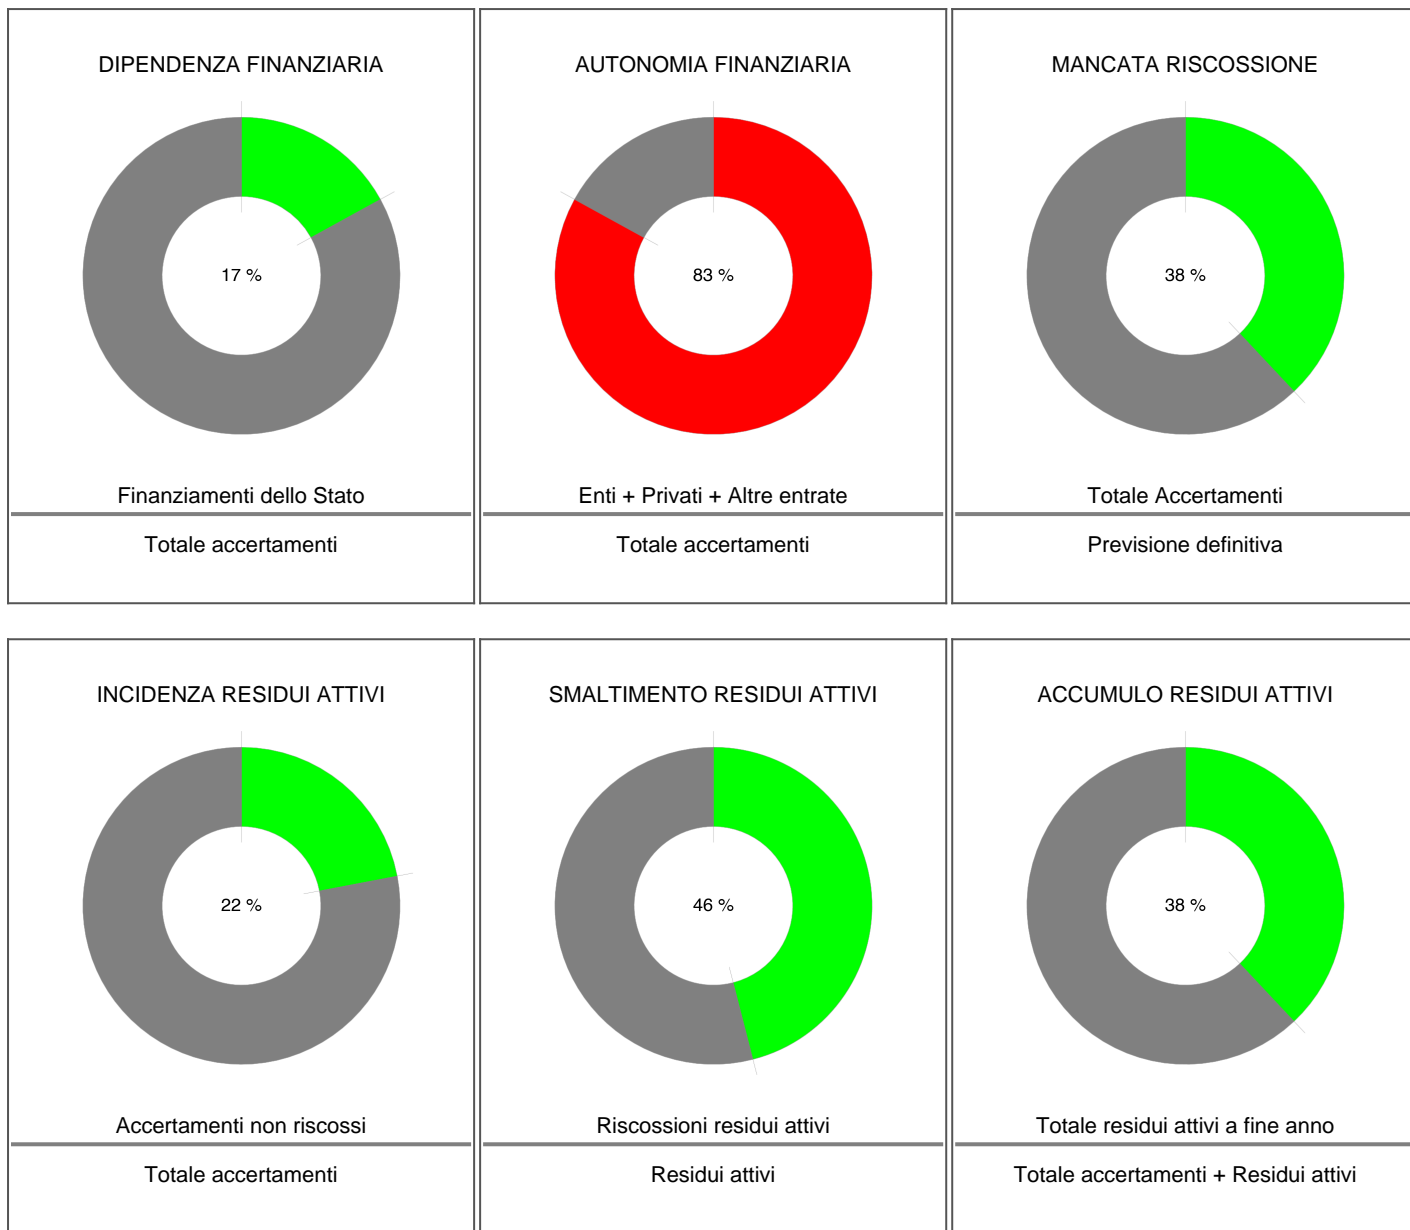 DIPENDENZA FINANZIARIA
17 %
Finanziamenti dello Stato
Totale accertamenti
AUTONOMIA FINANZIARIA
83 %
Enti + Privati + Altre entrate
Totale accertamenti
MANCATA RISCOSSIONE
38 %
Totale Accertamenti
Previsione definitiva
INCIDENZA RESIDUI ATTIVI
22 %
Accertamenti non riscossi
Totale accertamenti
SMALTIMENTO RESIDUI ATTIVI
46 %
Riscossioni residui attivi
Residui attivi
ACCUMULO RESIDUI ATTIVI
38 %
Totale residui attivi a fine anno
Totale accertamenti + Residui attivi